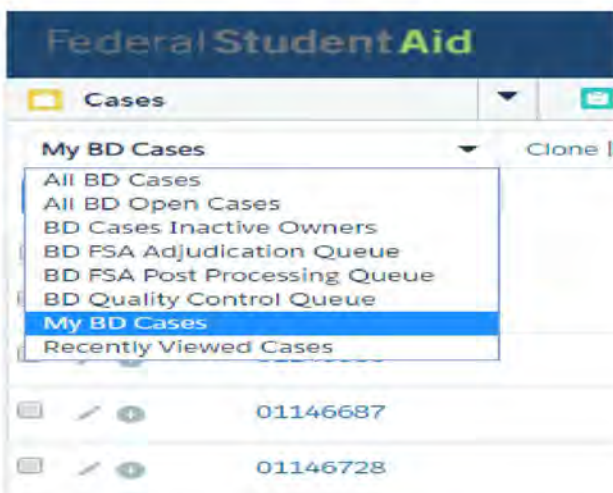 Federal Student Aid
Cases
My BD Cases
Clone
All BD Cases
All BD Open Cases
BD Cases Inactive Owners
BD FSA Adjudication Queue
BD FSA Post Processing Queue
BD Quality Control Queue
My BD Cases
Recently Viewed Cases
01146687
01146728